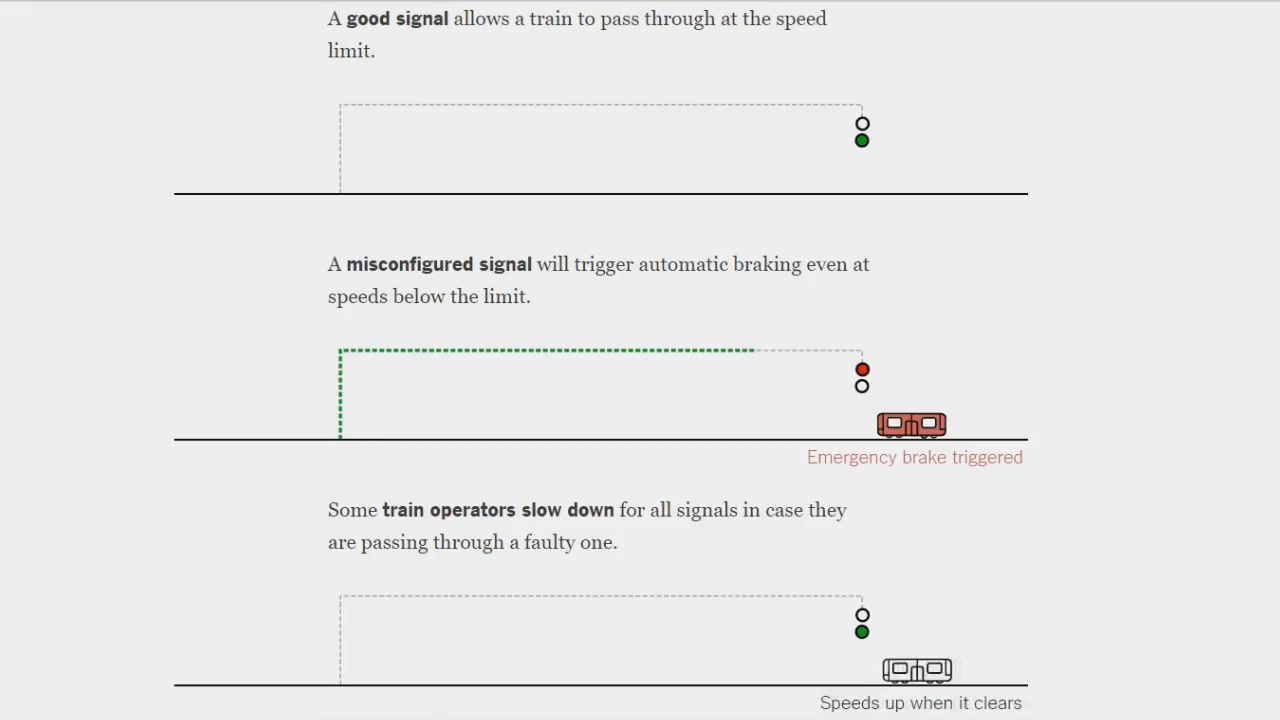 A good signal allows a train to pass through at the speed
limit.
A misconfigured signal will trigger automatic braking even at
speeds below the limit.
Emergency brake triggered
Some train operators slow down for all signals in case they
are passing through a faulty one.
Speeds up when it clears